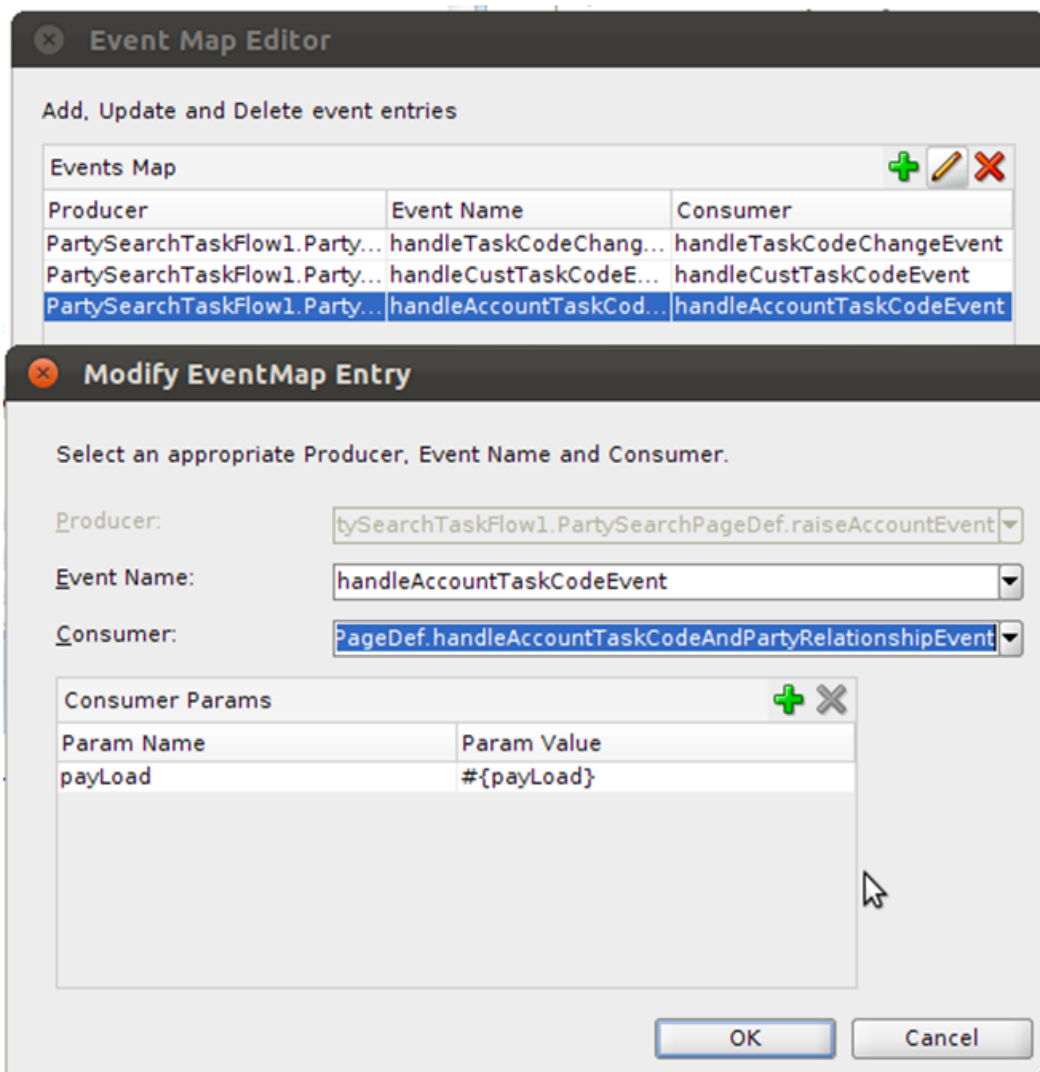 Event Map Editor
Add, Update and Delete event entries
Events Map
Producer Event Name Consumer
PartySearchTaskFlow1.Party... handleTaskCodeChang... handleTaskCodeChangeEvent
PartySearchTaskFlow1.Party... handleCustTaskCodeE... handleCustTaskCodeEvent
PartySearchTaskFlow1.Party... handleAccountTaskCod... handleAccountTaskCodeEvent
Modify EventMap Entry
Select an appropriate Producer, Event Name and Consumer.
Producer: tySearchTaskFlow1.PartySearchPageDef.raiseAccountEvent
Event Name: handleAccountTaskCodeEvent
Consumer: PageDef.handleAccountTaskCodeAndPartyRelationshipEvent
Consumer Params
Param Name Param Value
payLoad #{payLoad}
OK Cancel